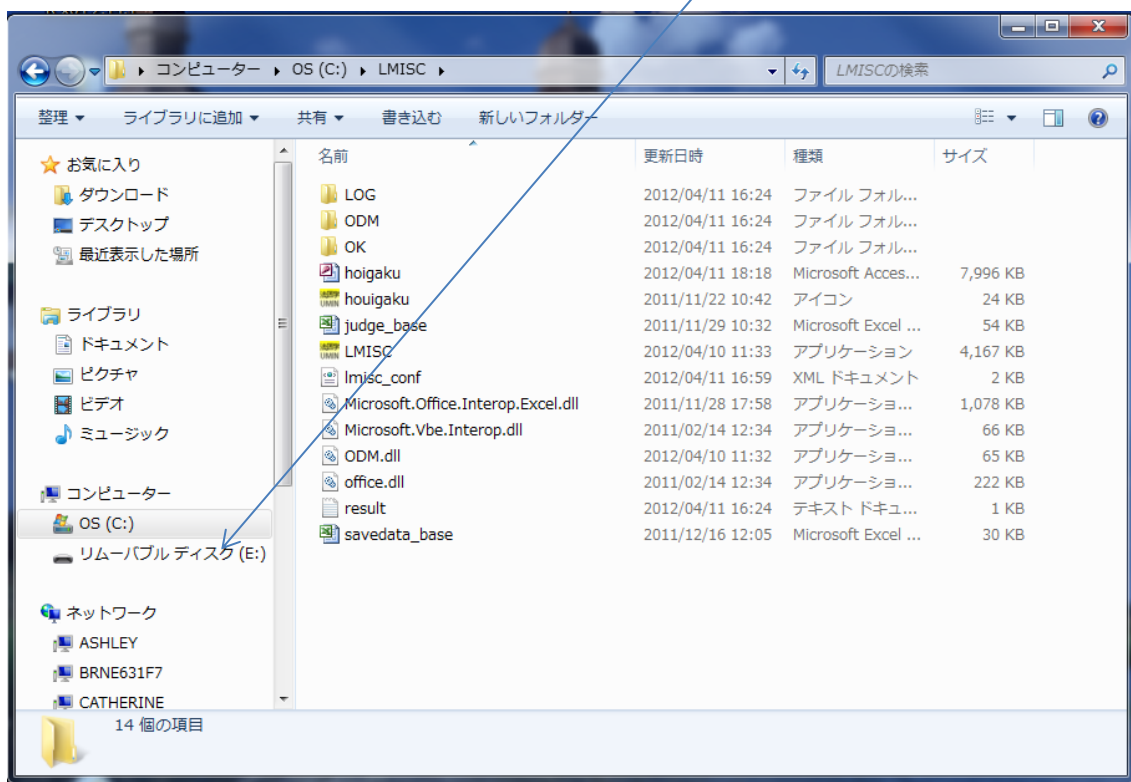 コンピューター ▸ OS (C:) ▸ LMISC ▸
LMISCの検索
整理 ライブラリに追加 共有 書き込む 新しいフォルダー
名前 更新日時 種類 サイズ
お気に入り
ダウンロード
デスクトップ
最近表示した場所
ライブラリ
ドキュメント
ピクチャ
ビデオ
ミュージック
コンピューター
OS (C:)
リムーバブル ディスク (E:)
ネットワーク
ASHLEY
BRNE631F7
CATHERINE
LOG 2012/04/11 16:24 ファイル フォル...
ODM 2012/04/11 16:24 ファイル フォル...
OK 2012/04/11 16:24 ファイル フォル...
hoigaku 2012/04/11 18:18 Microsoft Acces... 7,996 KB
houigaku 2011/11/22 10:42 アイコン 24 KB
judge_base 2011/11/29 10:32 Microsoft Excel ... 54 KB
LMISC 2012/04/10 11:33 アプリケーション 4,167 KB
lmisc_conf 2012/04/11 16:59 XML ドキュメント 2 KB
Microsoft.Office.Interop.Excel.dll 2011/11/28 17:58 アプリケーショ... 1,078 KB
Microsoft.Vbe.Interop.dll 2011/02/14 12:34 アプリケーショ... 66 KB
ODM.dll 2012/04/10 11:32 アプリケーショ... 65 KB
office.dll 2011/02/14 12:34 アプリケーショ... 222 KB
result 2012/04/11 16:24 テキスト ドキュ... 1 KB
savedata_base 2011/12/16 12:05 Microsoft Excel ... 30 KB
14 個の項目